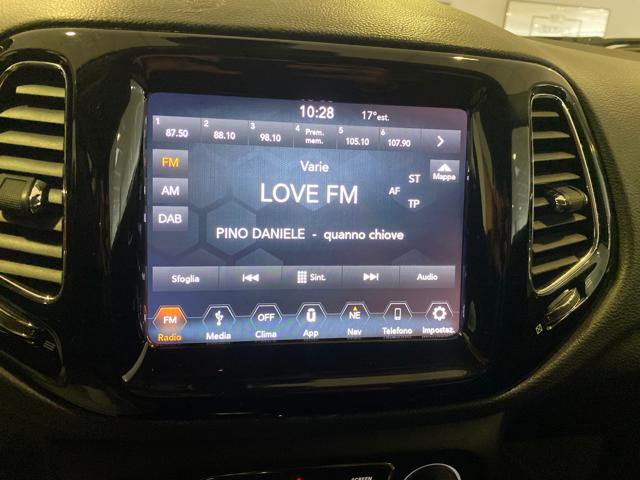 10:28 17°est.
1 87.50 2 88.10 3 98.10 4 Prem. mem. 5 105.10 6 107.90
FM Varie
ST Mappa
AM LOVE FM AF
TP
DAB
PINO DANIELE - quanno chiove
Sfoglia Sint. Audio
FM OFF NE
Radio Media Clima App Nav Telefono Impostaz.
SCREEN